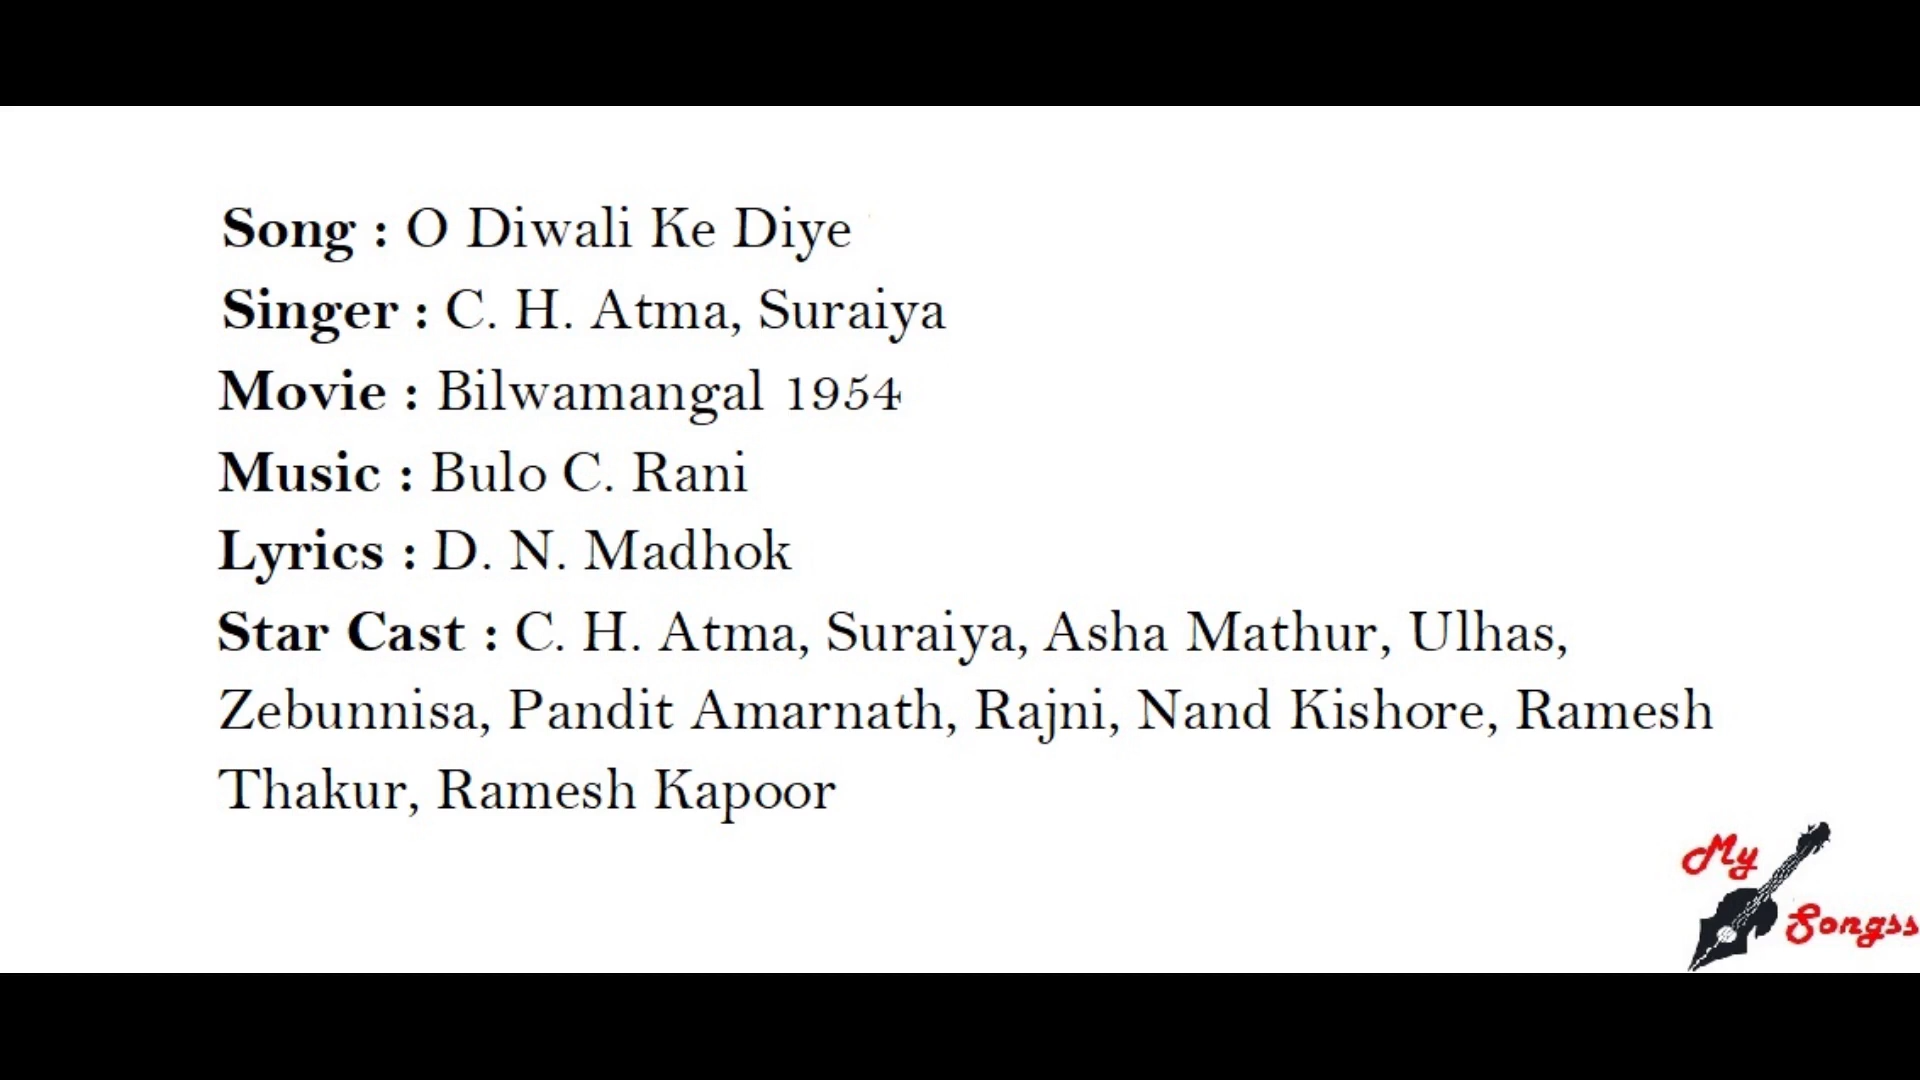 Song : O Diwali Ke Diye
Singer : C. H. Atma, Suraiya
Movie : Bilwamangal 1954
Music : Bulo C. Rani
Lyrics : D. N. Madhok
Star Cast : C. H. Atma, Suraiya, Asha Mathur, Ulhas,
Zebunnisa, Pandit Amarnath, Rajni, Nand Kishore, Ramesh
Thakur, Ramesh Kapoor
My
Songss